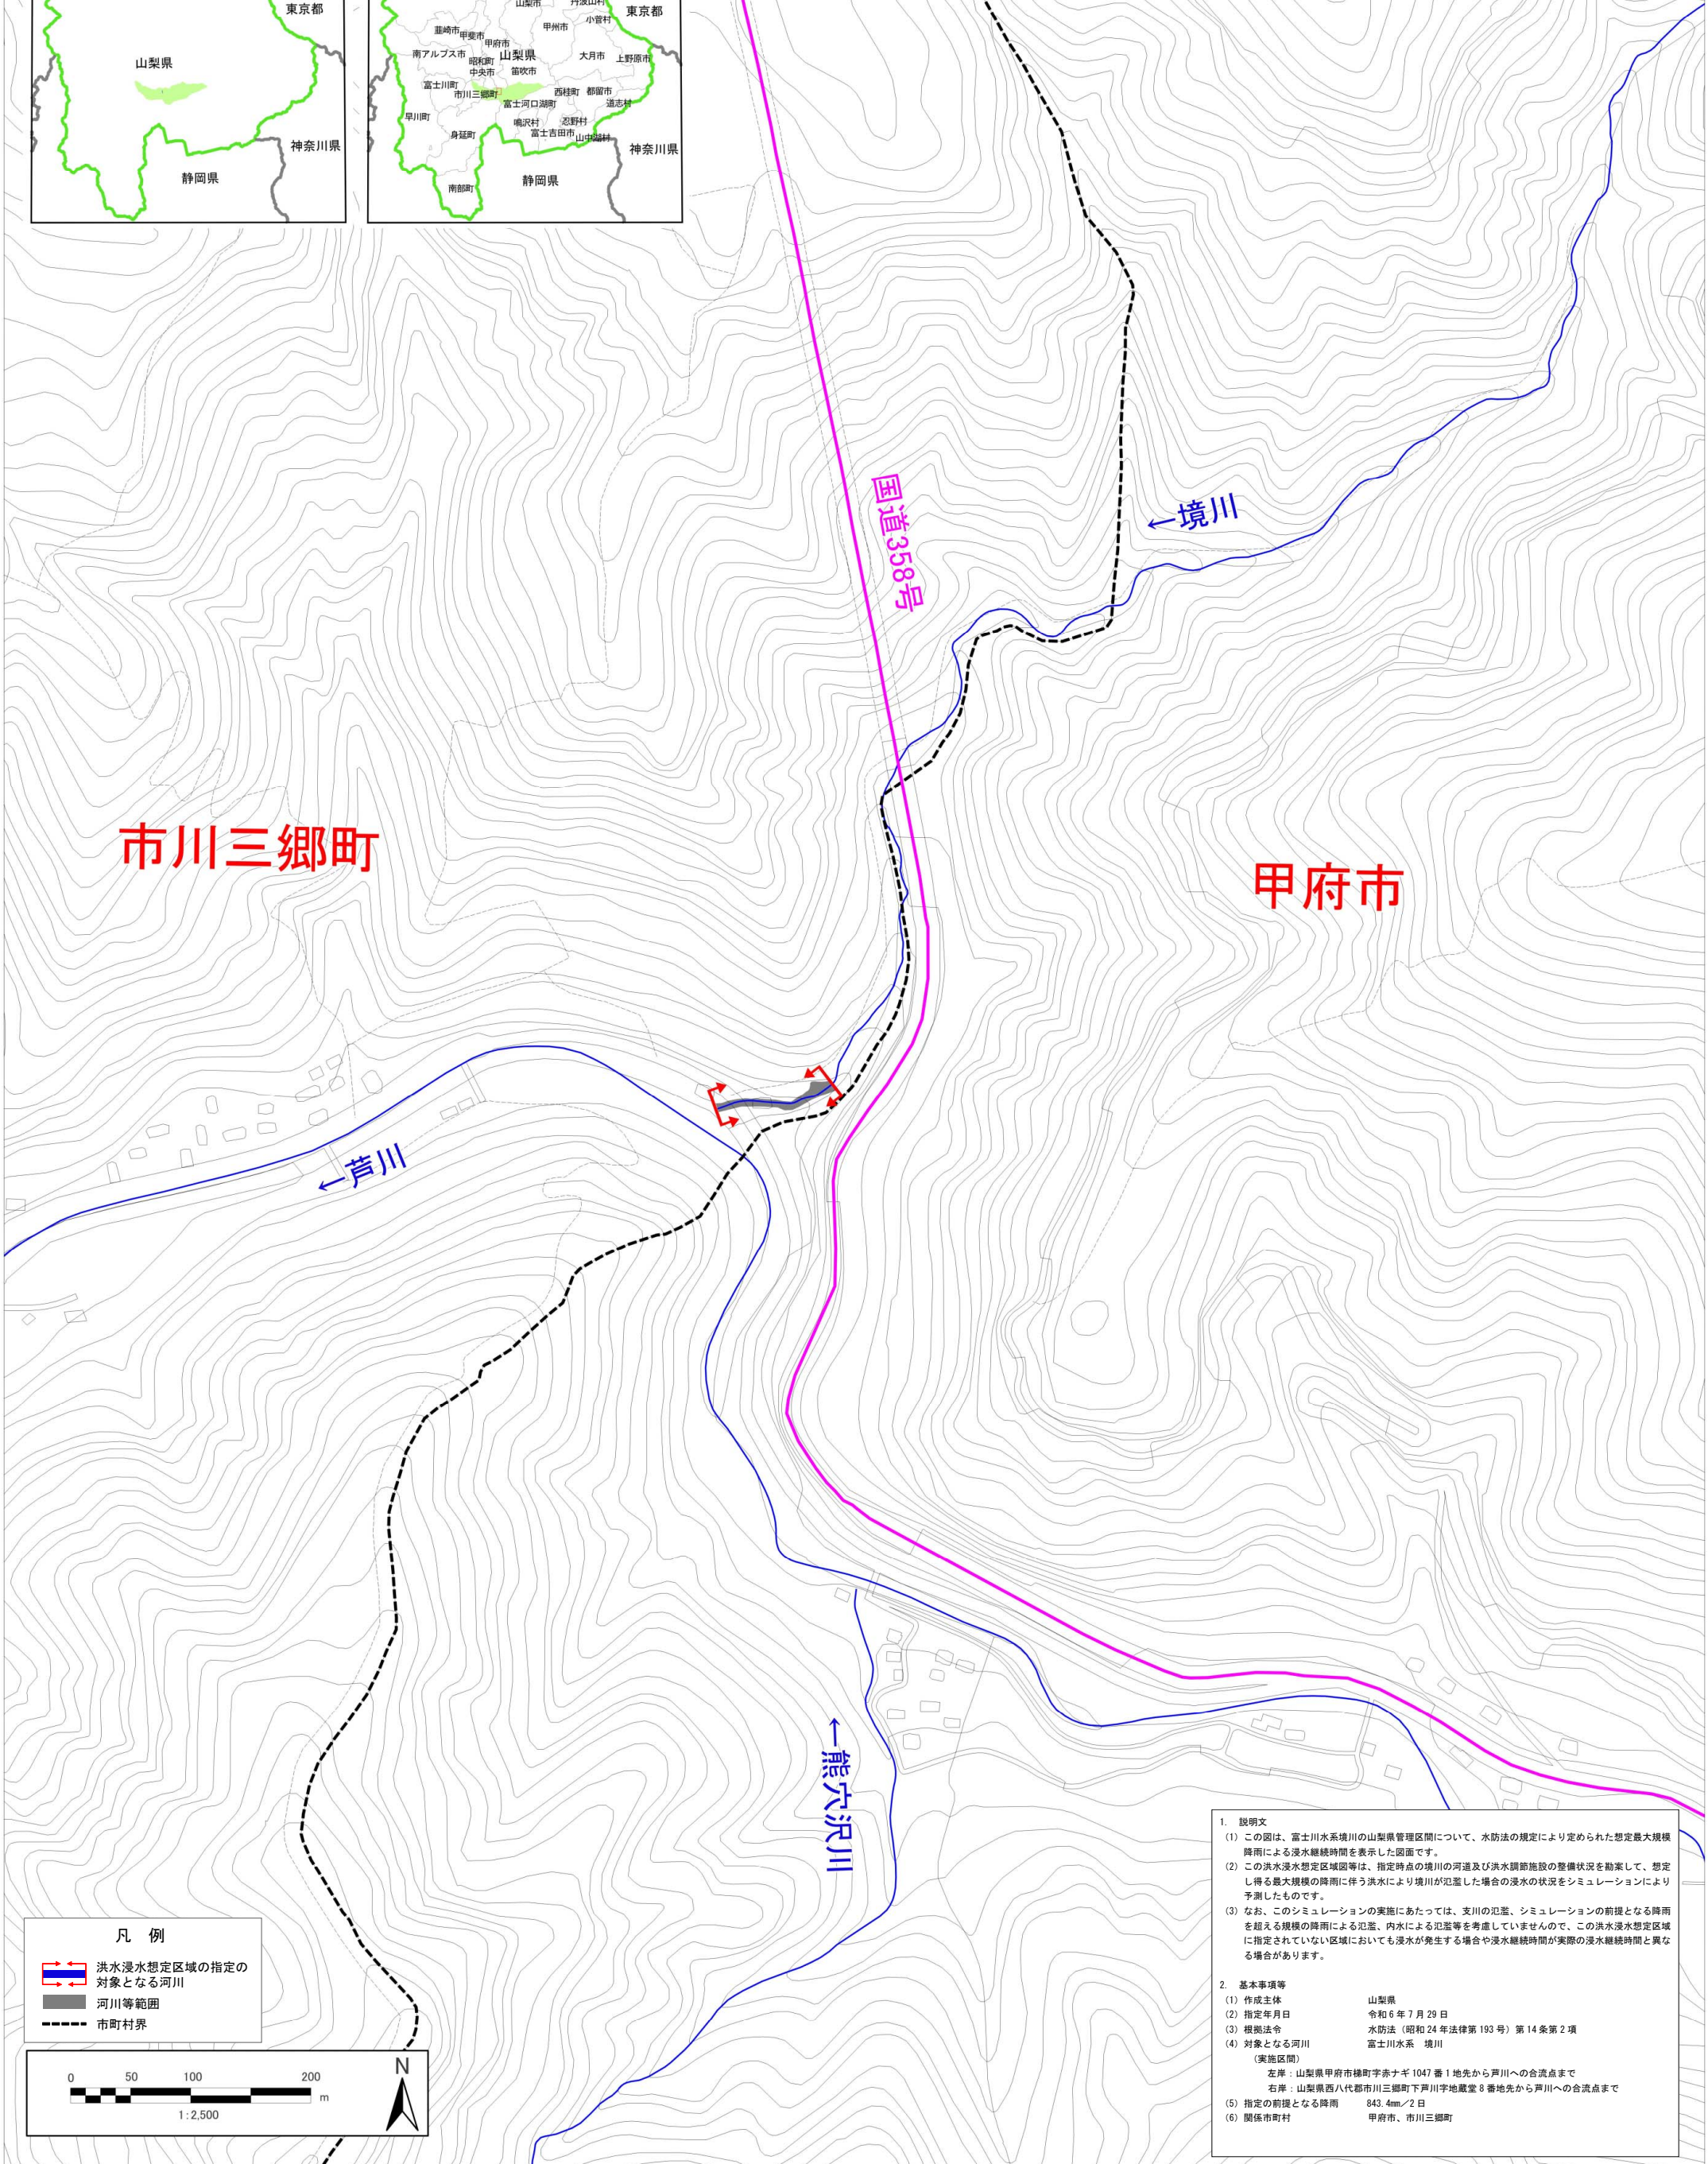 東京都
山梨県
神奈川県
静岡県
山梨市
丹波山村
東京都
小菅村
韮崎市
甲斐市
甲州市
甲府市
南アルプス市
山梨県
大月市
上野原市
昭和町
中央市
笛吹市
富士川町
市川三郷町
西桂町
都留市
富士河口湖町
道志村
早川町
鳴沢村
忍野村
身延町
富士吉田市
山中湖村
神奈川県
南部町
静岡県
国道358号
←境川
市川三郷町
甲府市
←芦川
←熊穴沢川
凡 例
洪水浸水想定区域の指定の
対象となる河川
河川等範囲
市町村界
0 50 100 200
m
1:2,500
N
1. 説明文
(1) この図は、富士川水系境川の山梨県管理区間について、水防法の規定により定められた想定最大規模
降雨による浸水継続時間を表示した図面です。
(2) この洪水浸水想定区域図等は、指定時点の境川の河道及び洪水調節施設の整備状況を勘案して、想定
し得る最大規模の降雨に伴う洪水により境川が氾濫した場合の浸水の状況をシミュレーションにより
予測したものです。
(3) なお、このシミュレーションの実施にあたっては、支川の氾濫、シミュレーションの前提となる降雨
を超える規模の降雨による氾濫、内水による氾濫等を考慮していませんので、この洪水浸水想定区域
に指定されていない区域においても浸水が発生する場合や浸水継続時間が実際の浸水継続時間と異な
る場合があります。
2. 基本事項等
(1) 作成主体 山梨県
(2) 指定年月日 令和6年7月29日
(3) 根拠法令 水防法（昭和24年法律第193号）第14条第2項
(4) 対象となる河川 富士川水系 境川
（実施区間）
左岸：山梨県甲府市梯町字赤ナギ1047番1地先から芦川への合流点まで
右岸：山梨県西八代郡市川三郷町下芦川字地蔵堂8番地先から芦川への合流点まで
(5) 指定の前提となる降雨 843.4mm／2日
(6) 関係市町村 甲府市、市川三郷町